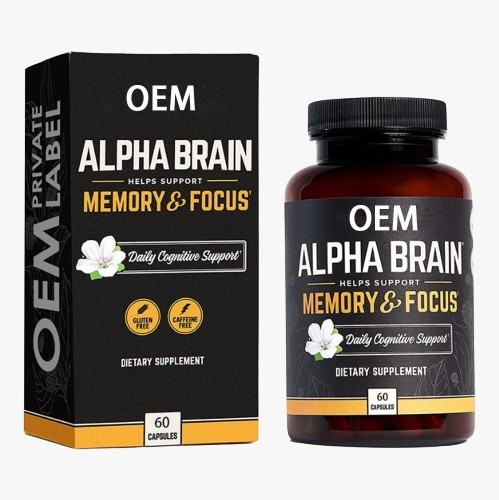 OEM PRIVATE LABEL
OEM
ALPHA BRAIN
HELPS SUPPORT
MEMORY & FOCUS†
Daily Cognitive Support†
GLUTEN
FREE
CAFFEINE
FREE
DIETARY SUPPLEMENT
60
CAPSULES
OEM
ALPHA BRAIN®
HELPS SUPPORT
MEMORY & FOCUS†
Daily Cognitive Support†
DIETARY SUPPLEMENT
60
CAPSULES